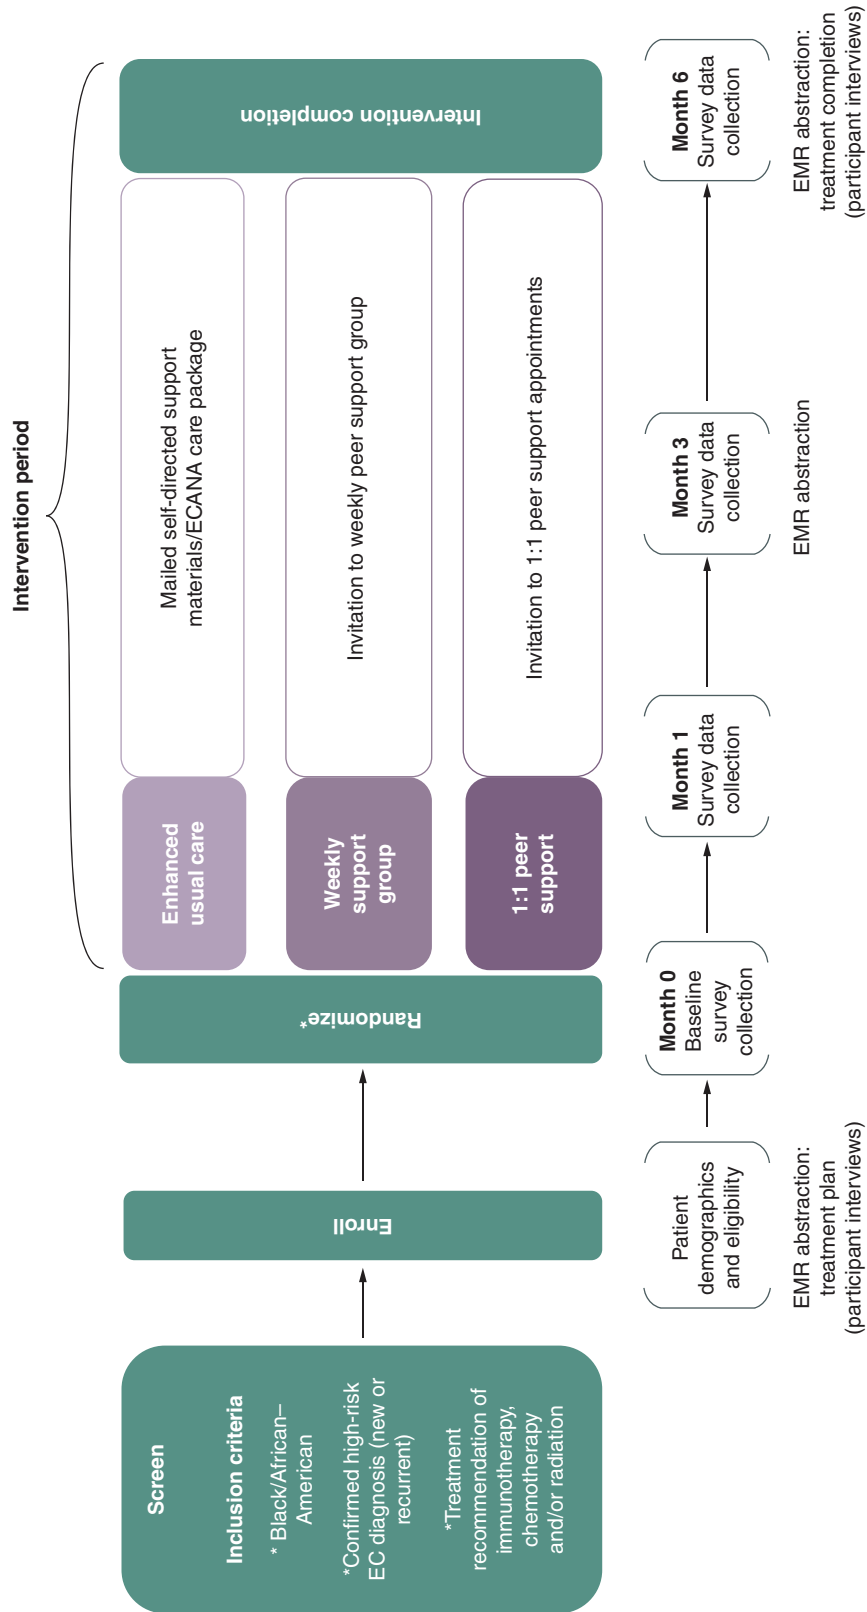 Intervention period
Screen
Inclusion criteria
* Black/African–
American
*Confirmed high-risk
EC diagnosis (new or
recurrent)
*Treatment
recommendation of
immunotherapy,
chemotherapy
and/or radiation
Enroll
Randomize*
Enhanced
usual care
Mailed self-directed support
materials/ECANA care package
Weekly
support
group
Invitation to weekly peer support group
1:1 peer
support
Invitation to 1:1 peer support appointments
Intervention completion
Patient
demographics
and eligibility
EMR abstraction:
treatment plan
(participant interviews)
Month 0
Baseline
survey
collection
Month 1
Survey data
collection
Month 3
Survey data
collection
EMR abstraction
Month 6
Survey data
collection
EMR abstraction:
treatment completion
(participant interviews)